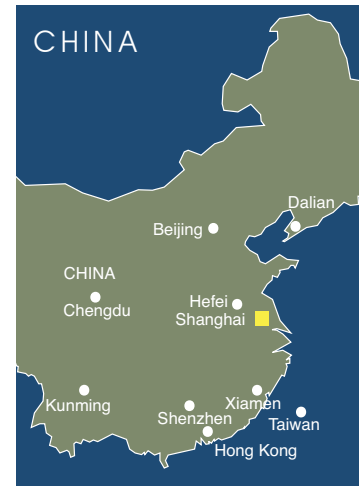 CHINA
Dalian
Beijing
CHINA
Chengdu
Hefei
Shanghai
Kunming
Xiamen
Shenzhen
Taiwan
Hong Kong